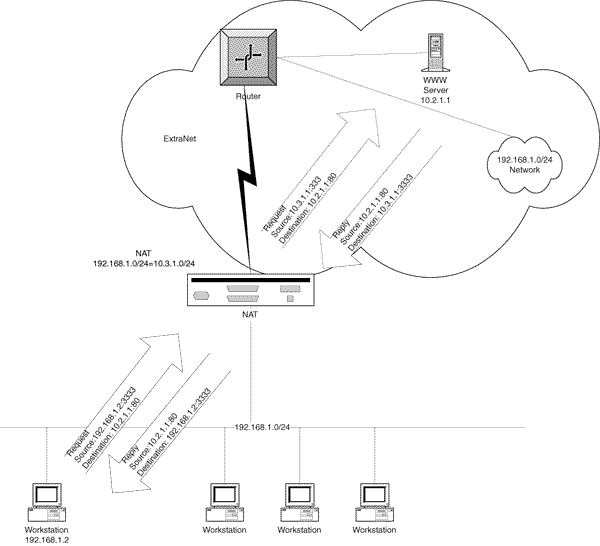 Router
WWW
Server
10.2.1.1
ExtraNet
192.168.1.0/24
Network
Request
Source:10.3.1.1:333
Destination: 10.2.1.1:80
Reply
Source:10.2.1.1:80
Destination: 10.3.1.1:3333
NAT
192.168.1.0/24=10.3.1.0/24
NAT
Request
Source:192.168.1.2:3333
Destination: 10.2.1.1:80
Reply
Source:10.2.1.1:80
Destination: 192.168.1.2:3333
192.168.1.0/24
Workstation
192.168.1.2
Workstation
Workstation
Workstation